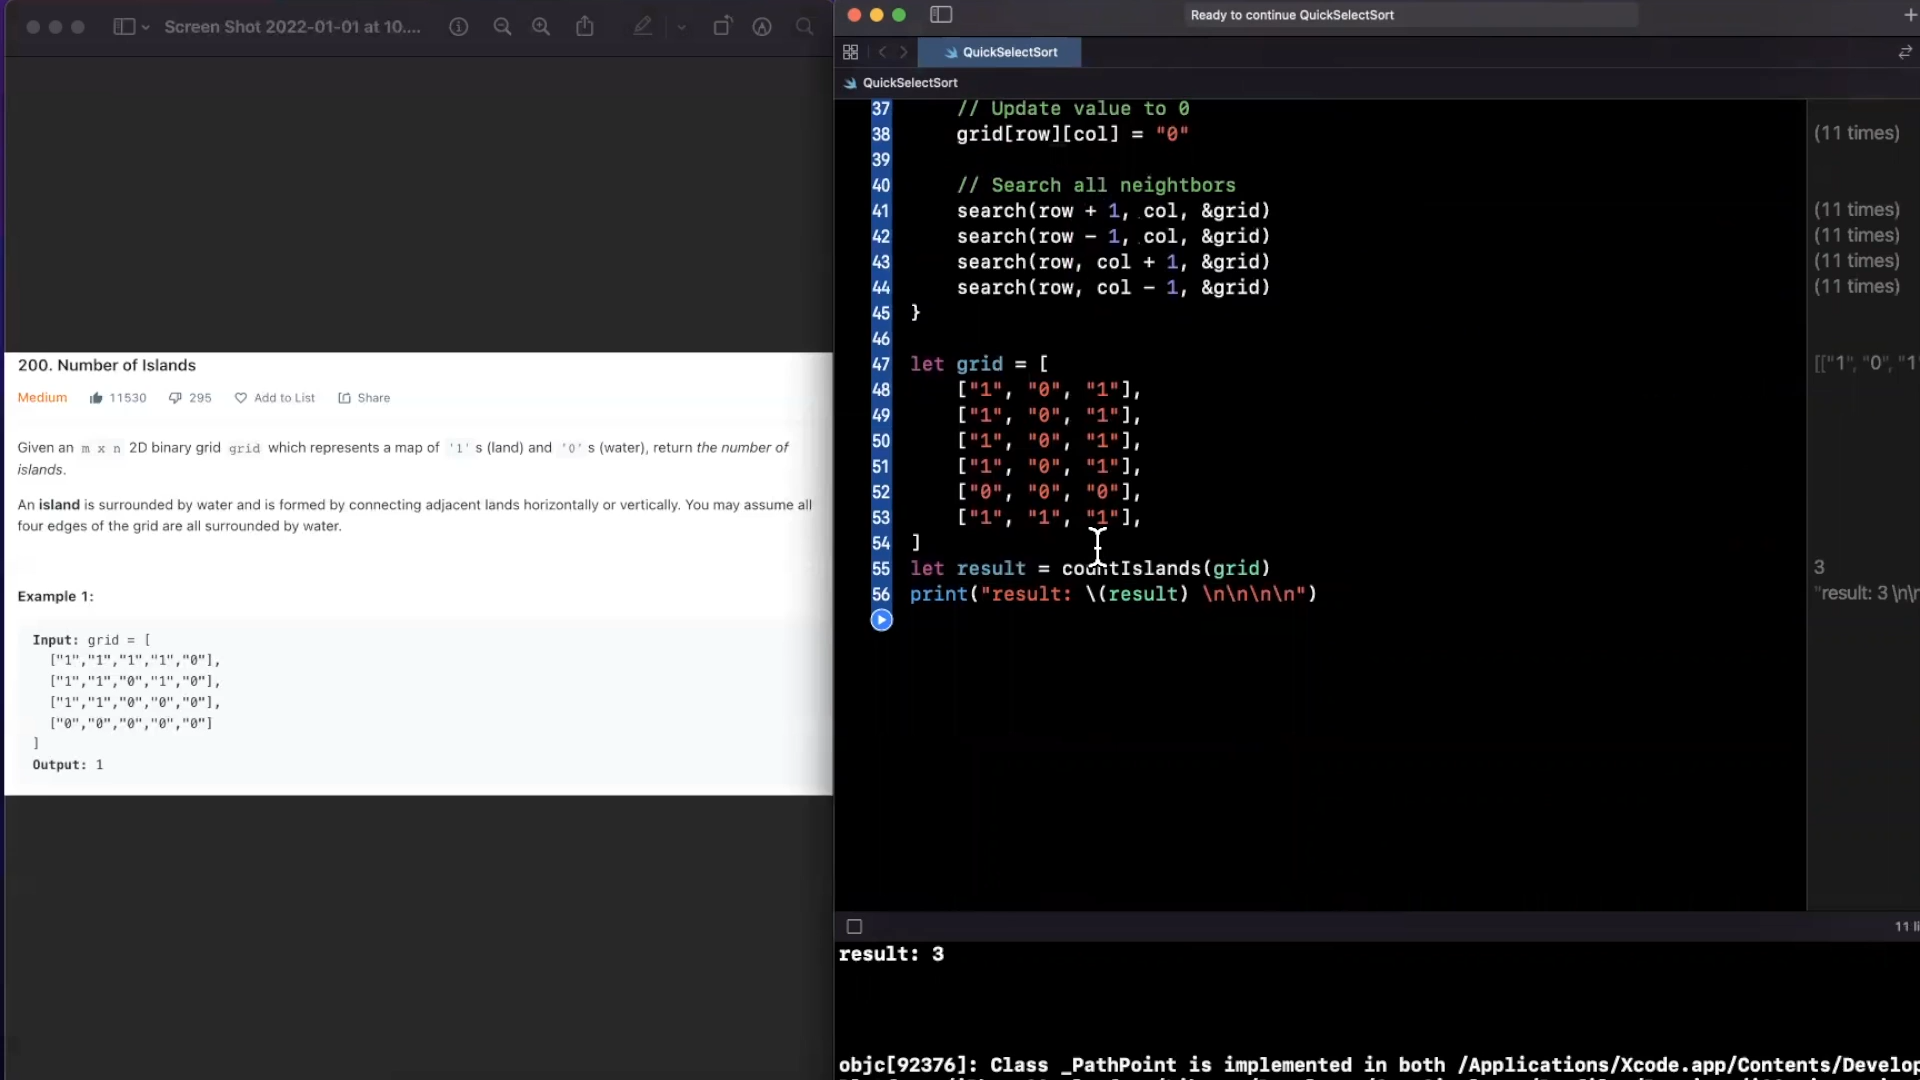 Screen Shot 2022-01-01 at 10....
200. Number of Islands
Medium 11530 295 Add to List Share
Given an m x n 2D binary grid grid which represents a map of '1' s (land) and '0' s (water), return the number of
islands.
An island is surrounded by water and is formed by connecting adjacent lands horizontally or vertically. You may assume all
four edges of the grid are all surrounded by water.
Example 1:
Input: grid = [
["1","1","1","1","0"],
["1","1","0","1","0"],
["1","1","0","0","0"],
["0","0","0","0","0"]
]
Output: 1
Ready to continue QuickSelectSort
QuickSelectSort
QuickSelectSort
37 // Update value to 0
38 grid[row][col] = "0" (11 times)
39
40 // Search all neightbors
41 search(row + 1, col, &grid) (11 times)
42 search(row - 1, col, &grid) (11 times)
43 search(row, col + 1, &grid) (11 times)
44 search(row, col - 1, &grid) (11 times)
45 }
46
47 let grid = [ [["1", "0", "1"
48 ["1", "0", "1"],
49 ["1", "0", "1"],
50 ["1", "0", "1"],
51 ["1", "0", "1"],
52 ["0", "0", "0"],
53 ["1", "1", "1"],
54 ]
55 let result = countIslands(grid) 3
56 print("result: \(result) \n\n\n\n") "result: 3 \n\n
11 li
result: 3
objc[92376]: Class _PathPoint is implemented in both /Applications/Xcode.app/Contents/Develop